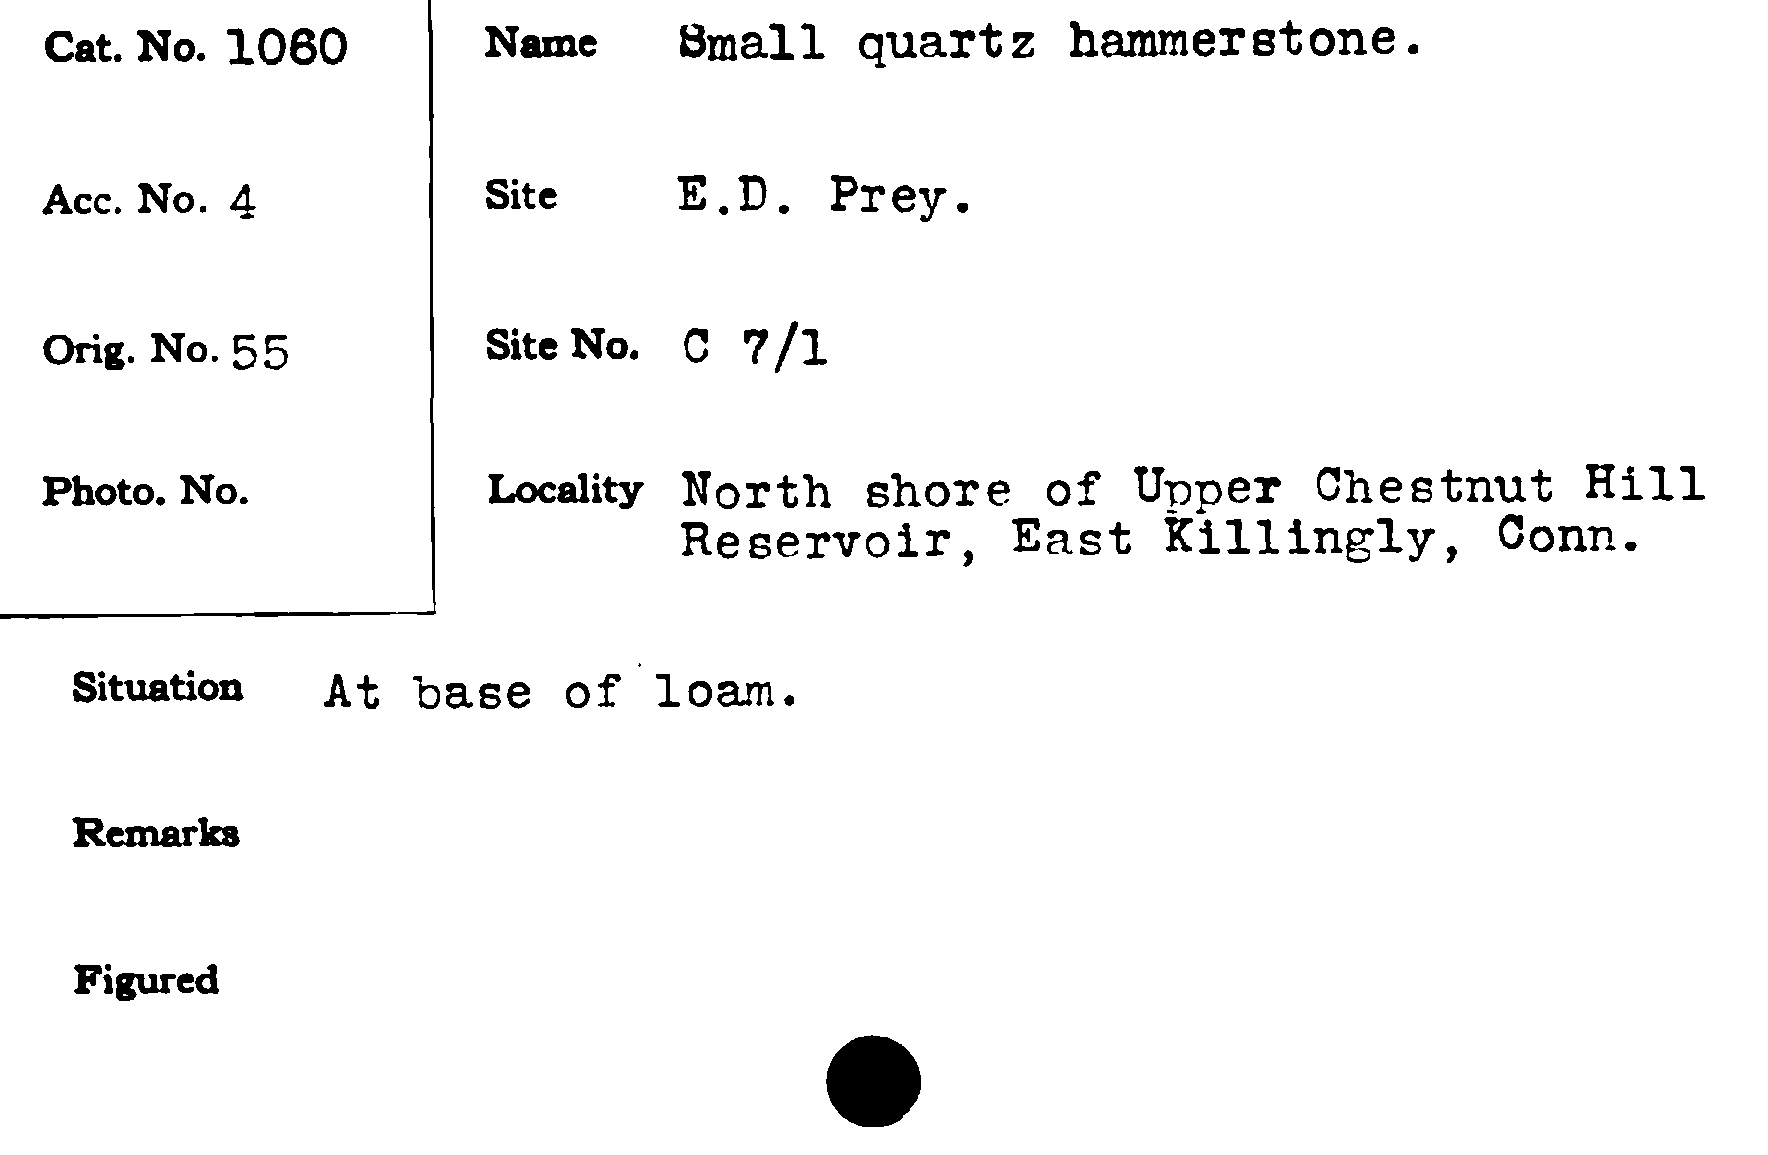 Cat. No. 1060
Name Small quartz hammerstone.
Acc. No. 4
Site E.D. Prey.
Orig. No. 55
Site No. C 7/1
Photo. No.
Locality North shore of Upper Chestnut Hill
Reservoir, East Killingly, Conn.
Situation At base of loam.
Remarks
Figured